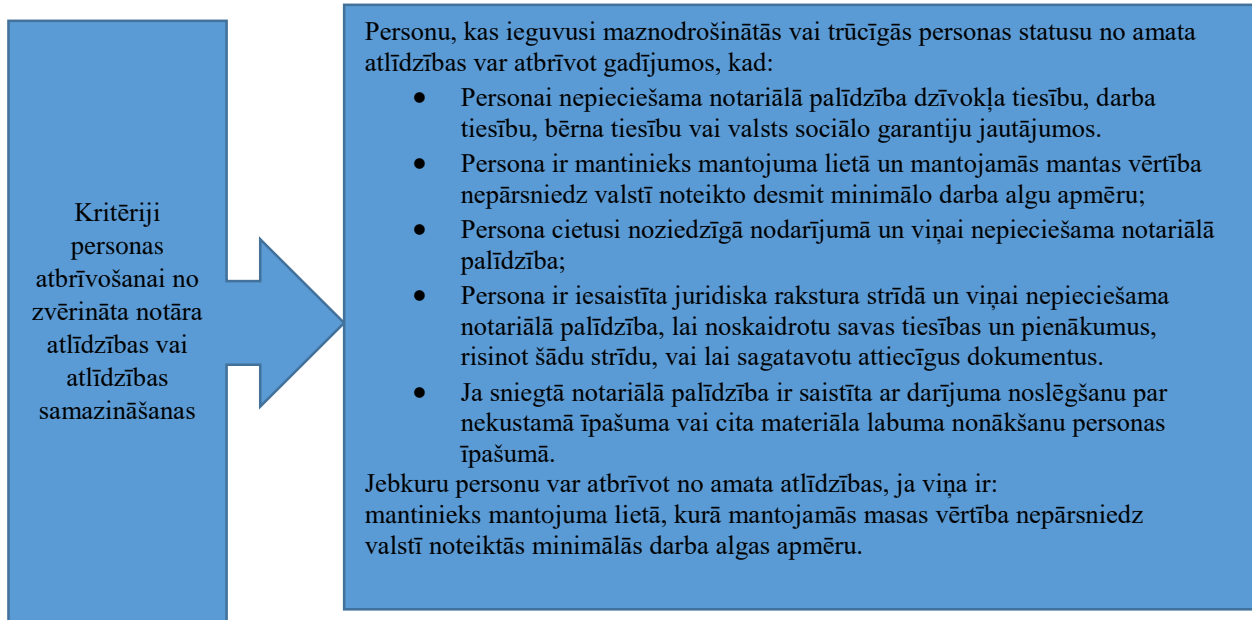 Kritēriji
personas
atbrīvošanai no
zvērināta notāra
atlīdzības vai
atlīdzības
samazināšanas
Personu, kas ieguvusi maznodrošinātās vai trūcīgās personas statusu no amata
atlīdzības var atbrīvot gadījumos, kad:
• Personai nepieciešama notariālā palīdzība dzīvokļa tiesību, darba
tiesību, bērna tiesību vai valsts sociālo garantiju jautājumos.
• Persona ir mantinieks mantojuma lietā un mantojamās mantas vērtība
nepārsniedz valstī noteikto desmit minimālo darba algu apmēru;
• Persona cietusi noziedzīgā nodarījumā un viņai nepieciešama notariālā
palīdzība;
• Persona ir iesaistīta juridiska rakstura strīdā un viņai nepieciešama
notariālā palīdzība, lai noskaidrotu savas tiesības un pienākumus,
risinot šādu strīdu, vai lai sagatavotu attiecīgus dokumentus.
• Ja sniegtā notariālā palīdzība ir saistīta ar darījuma noslēgšanu par
nekustamā īpašuma vai cita materiāla labuma nonākšanu personas
īpašumā.
Jebkuru personu var atbrīvot no amata atlīdzības, ja viņa ir:
mantinieks mantojuma lietā, kurā mantojamās masas vērtība nepārsniedz
valstī noteiktās minimālās darba algas apmēru.